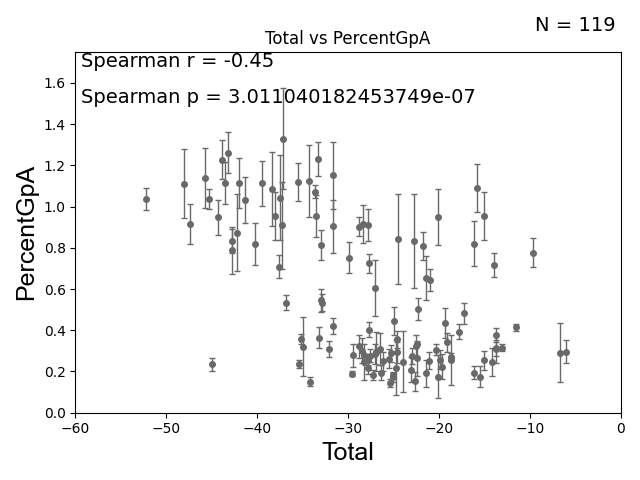 N = 119
Total vs PercentGpA
Spearman r = -0.45
Spearman p = 3.011040182453749e-07
PercentGpA
1.6
1.4
1.2
1.0
0.8
0.6
0.4
0.2
0.0
−60 −50 −40 −30 −20 −10 0
Total